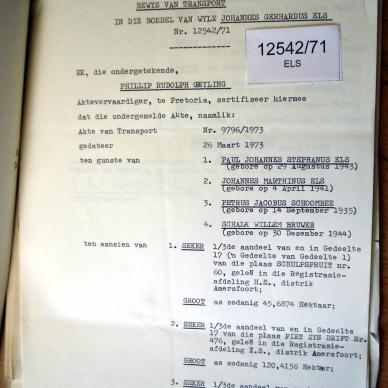 BEWYS VAN TRANSPORT
IN DIE BOEDEL VAN WYLE JOHANNES GERHARDUS ELS
Nr. 12542/71
12542/71
ELS
EK, die ondergetekende,
PHILLIP RUDOLPH GEYLING
Aktevervaardiger, te Pretoria, sertifiseer hiermee
dat die ondergemelde Akte, naamlik:
Akte van Transport Nr. 9796/1973
gedateer 26 Maart 1973
ten gunste van 1. PAUL JOHANNES STEPHANUS ELS
(gebore op 29 Augustus 1943)
2. JOHANNES MARTHINUS ELS
(gebore op 4 April 1941)
3. PETRUS JACOBUS SCHOOMBEE
(gebore op 14 September 1935)
4. SCHALK WILLEM BRUWER
(gebore op 30 Desember 1944)
ten aansien van 1. SEKER 1/3de aandeel van en in Gedeelte
17 ('n Gedeelte van Gedeelte 1)
van die plaas SCHULPSPRUIT nr.
60, geleë in die Registrasie-
afdeling H.S., distrik
Amersfoort;
GROOT as sodanig 45,6874 Hektaar;
2. SEKER 1/3de aandeel van en in Gedeelte
17 van die plaas PIET ZYN DRIFT Nr.
476, geleë in die Registrasie-
afdeling I.S., distrik Amersfoort;
GROOT as sodanig 120,4156 Hektaar;
3. SEKER 1/3de aandeel van en in